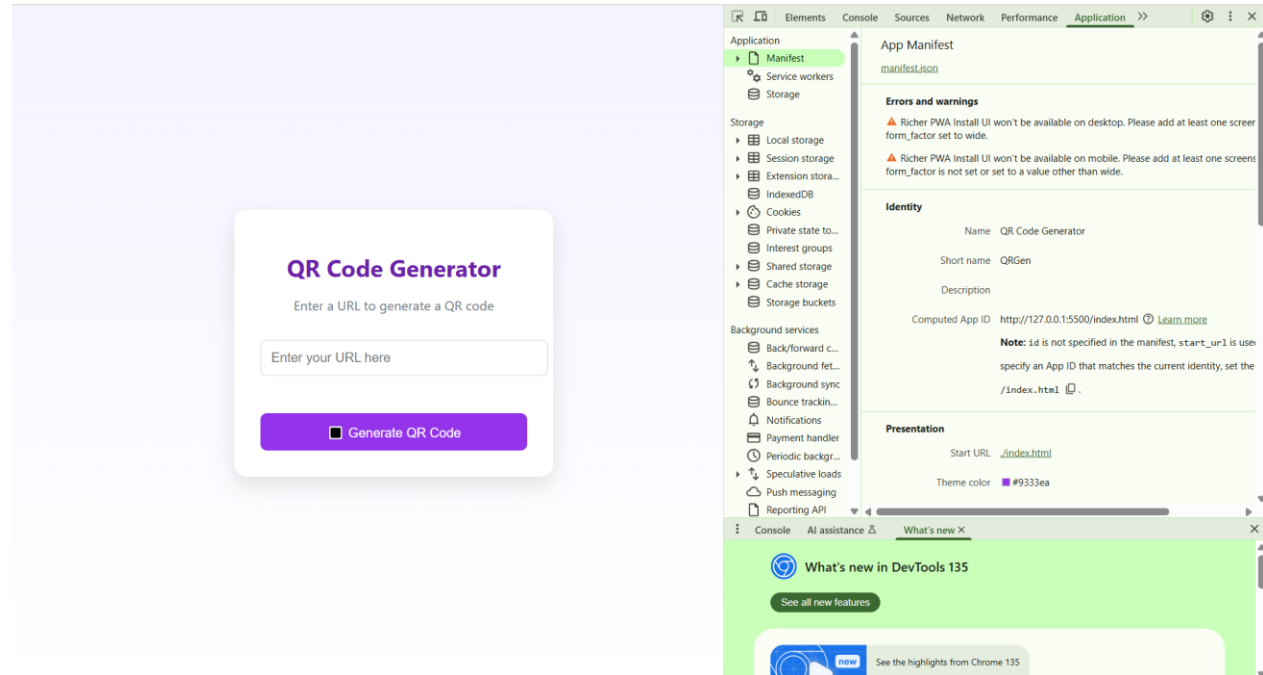 QR Code Generator
Enter a URL to generate a QR code
Enter your URL here
Generate QR Code
Elements Console Sources Network Performance Application
Application
Manifest
Service workers
Storage
Storage
Local storage
Session storage
Extension stora...
IndexedDB
Cookies
Private state to...
Interest groups
Shared storage
Cache storage
Storage buckets
Background services
Back/forward c...
Background fet...
Background sync
Bounce trackin...
Notifications
Payment handler
Periodic backgr...
Speculative loads
Push messaging
Reporting API
App Manifest
manifest.json
Errors and warnings
Richer PWA Install UI won't be available on desktop. Please add at least one screen
form_factor set to wide.
Richer PWA Install UI won't be available on mobile. Please add at least one screens
form_factor is not set or set to a value other than wide.
Identity
Name QR Code Generator
Short name QRGen
Description
Computed App ID http://127.0.0.1:5500/index.html Learn more
Note: id is not specified in the manifest, start_url is used
specify an App ID that matches the current identity, set the
/index.html .
Presentation
Start URL ./index.html
Theme color #9333ea
Console AI assistance What's new
What's new in DevTools 135
See all new features
new
See the highlights from Chrome 135